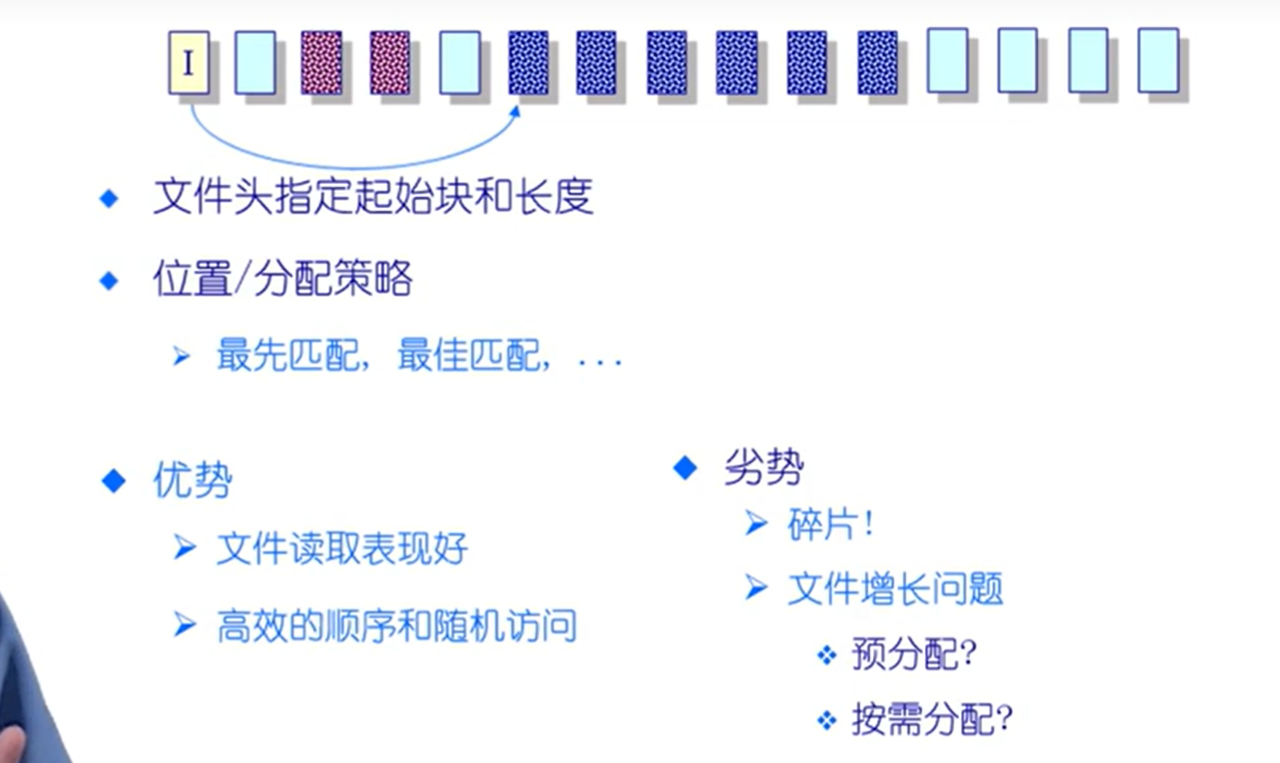 I
文件头指定起始块和长度
位置/分配策略
最先匹配, 最佳匹配, ...
优势
文件读取表现好
高效的顺序和随机访问
劣势
碎片!
文件增长问题
预分配?
按需分配?